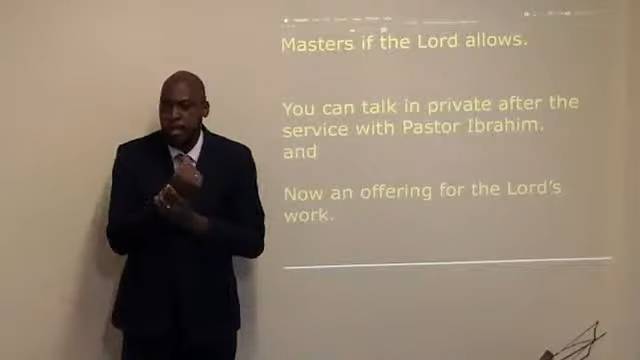 Masters if the Lord allows.
You can talk in private after the
service with Pastor Ibrahim.
and
Now an offering for the Lord's
work.